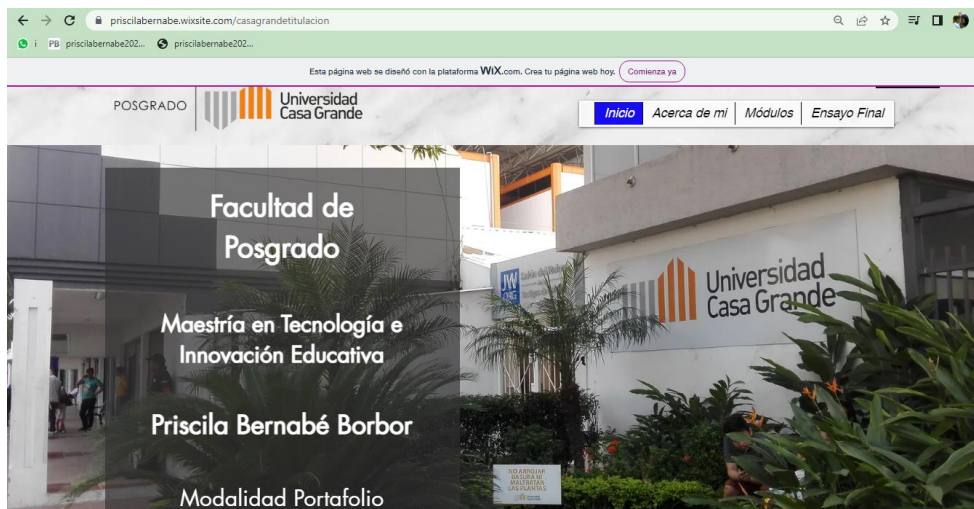 priscilabernabe.wixsite.com/casagrandetitulacion
i PB priscilabernabe202... priscilabernabe202...
Esta página web se diseñó con la plataforma WiX.com. Crea tu página web hoy. Comienza ya
POSGRADO
Universidad
Casa Grande
Inicio Acerca de mi Módulos Ensayo Final
Facultad de
Posgrado
Maestría en Tecnología e
Innovación Educativa
Priscila Bernabé Borbor
Modalidad Portafolio
JW
.ORG
Universidad
Casa Grande
NO ARROJAR
BASURA NI
MALTRATAR
LAS PLANTAS